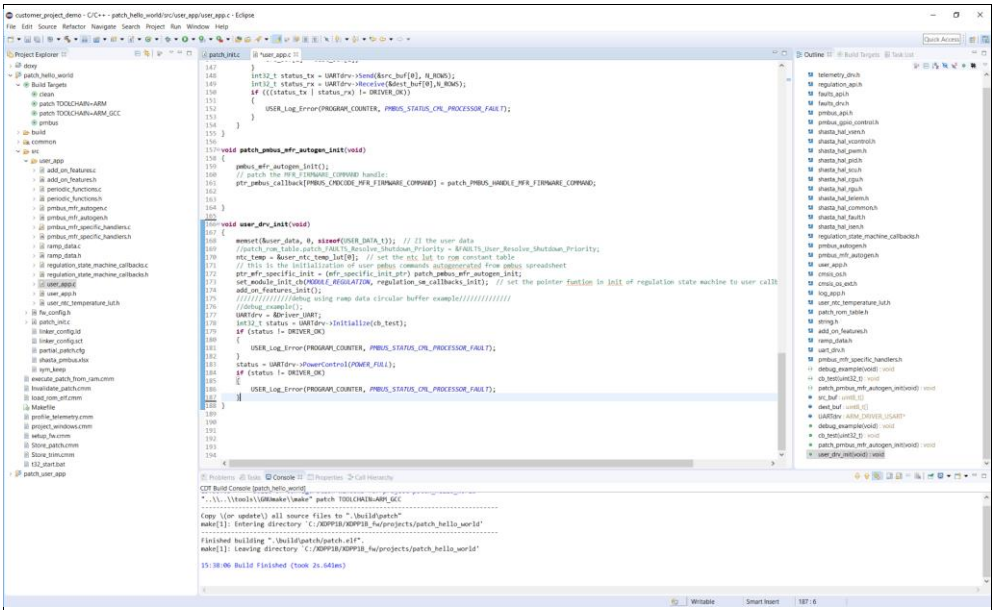 customer_project_demo - C/C++ - patch_hello_world/src/user_app/user_app.c - Eclipse
File Edit Source Refactor Navigate Search Project Run Window Help
Quick Access
Project Explorer
doxy
patch_hello_world
Build Targets
clean
patch TOOLCHAIN=ARM
patch TOOLCHAIN=ARM_GCC
pmbus
build
common
src
user_app
add_on_features.c
add_on_features.h
periodic_functions.c
periodic_functions.h
pmbus_mfr_autogen.c
pmbus_mfr_autogen.h
pmbus_mfr_specific_handlers.c
pmbus_mfr_specific_handlers.h
ramp_data.c
ramp_data.h
regulation_state_machine_callbacks.c
regulation_state_machine_callbacks.h
user_app.c
user_app.h
user_ntc_temperature_lut.h
fw_config.h
patch_init.c
linker_config.ld
linker_config.sct
partial_patch.cfg
shasta_pmbus.xlsx
sym_keep
execute_patch_from_ram.cmm
Invalidate_patch.cmm
load_rom_elf.cmm
Makefile
profile_telemetry.cmm
project_windows.cmm
setup_fw.cmm
Store_patch.cmm
Store_trim.cmm
t32_start.bat
patch_user_app
patch_init.c *user_app.c
147 }
148 int32_t status_tx = UARTdrv->Send(&src_buf[0], N_ROWS);
149 int32_t status_rx = UARTdrv->Receive(&dest_buf[0],N_ROWS);
150 if (((status_tx | status_rx) != DRIVER_OK))
151 {
152 USER_Log_Error(PROGRAM_COUNTER, PMBUS_STATUS_CML_PROCESSOR_FAULT);
153 }
154 }
155 }
156
157 void patch_pmbus_mfr_autogen_init(void)
158 {
159 pmbus_mfr_autogen_init();
160 // patch the MFR_FIRMWARE_COMMAND handle:
161 ptr_pmbus_callback[PMBUS_CMDCODE_MFR_FIRMWARE_COMMAND] = patch_PMBUS_HANDLE_MFR_FIRMWARE_COMMAND;
162
163
164 }
165
166 void user_drv_init(void)
167 {
168 memset(&user_data, 0, sizeof(USER_DATA_t)); // ZI the user data
169 //patch_rom_table.patch_FAULTS_Resolve_Shutdown_Priority = &FAULTS_User_Resolve_Shutdown_Priority;
170 ntc_temp = &user_ntc_temp_lut[0]; // set the ntc lut to rom constant table
171 // this is the initialization of user pmbus commands autogenerated from pmbus spreadsheet
172 ptr_mfr_specific_init = (mfr_specific_init_ptr) patch_pmbus_mfr_autogen_init;
173 set_module_init_cb(MODULE_REGULATION, regulation_sm_callbacks_init); // set the pointer funtion in init of regulation state machine to user callb
174 add_on_features_init();
175 ///////////////debug using ramp data circular buffer example//////////////
176 //debug_example();
177 UARTdrv = &Driver_UART;
178 int32_t status = UARTdrv->Initialize(cb_test);
179 if (status != DRIVER_OK)
180 {
181 USER_Log_Error(PROGRAM_COUNTER, PMBUS_STATUS_CML_PROCESSOR_FAULT);
182 }
183 status = UARTdrv->PowerControl(POWER_FULL);
184 if (status != DRIVER_OK)
185 {
186 USER_Log_Error(PROGRAM_COUNTER, PMBUS_STATUS_CML_PROCESSOR_FAULT);
187 }
188 }
189
190
191
192
193
194
Outline Build Targets Task List
telemetry_drv.h
regulation_api.h
faults_api.h
faults_drv.h
pmbus_api.h
pmbus_gpio_control.h
shasta_hal_vsen.h
shasta_hal_vcontrol.h
shasta_hal_pwm.h
shasta_hal_pid.h
shasta_hal_scu.h
shasta_hal_cgu.h
shasta_hal_rgu.h
shasta_hal_telem.h
shasta_hal_common.h
shasta_hal_fault.h
shasta_hal_isen.h
regulation_state_machine_callbacks.h
pmbus_autogen.h
pmbus_mfr_autogen.h
user_app.h
cmsis_os.h
cmsis_os_ext.h
log_app.h
user_ntc_temperature_lut.h
patch_rom_table.h
string.h
add_on_features.h
ramp_data.h
uart_drv.h
pmbus_mfr_specific_handlers.h
debug_example(void) : void
cb_test(uint32_t) : void
patch_pmbus_mfr_autogen_init(void) : void
src_buf : uint8_t[]
dest_buf : uint8_t[]
UARTdrv : ARM_DRIVER_USART*
debug_example(void) : void
cb_test(uint32_t) : void
patch_pmbus_mfr_autogen_init(void) : void
user_drv_init(void) : void
Problems Tasks Console Properties Call Hierarchy
CDT Build Console [patch_hello_world]
"..\\..\\tools\\GNUmake\\make" patch TOOLCHAIN=ARM_GCC
Copy \(or update\) all source files to ".\build\patch"
make[1]: Entering directory `C:/XDPP1B/XDPP1B_fw/projects/patch_hello_world'
Finished building ".\build\patch/patch.elf".
make[1]: Leaving directory `C:/XDPP1B/XDPP1B_fw/projects/patch_hello_world'
15:38:06 Build Finished (took 2s.641ms)
Writable Smart Insert 187 : 6